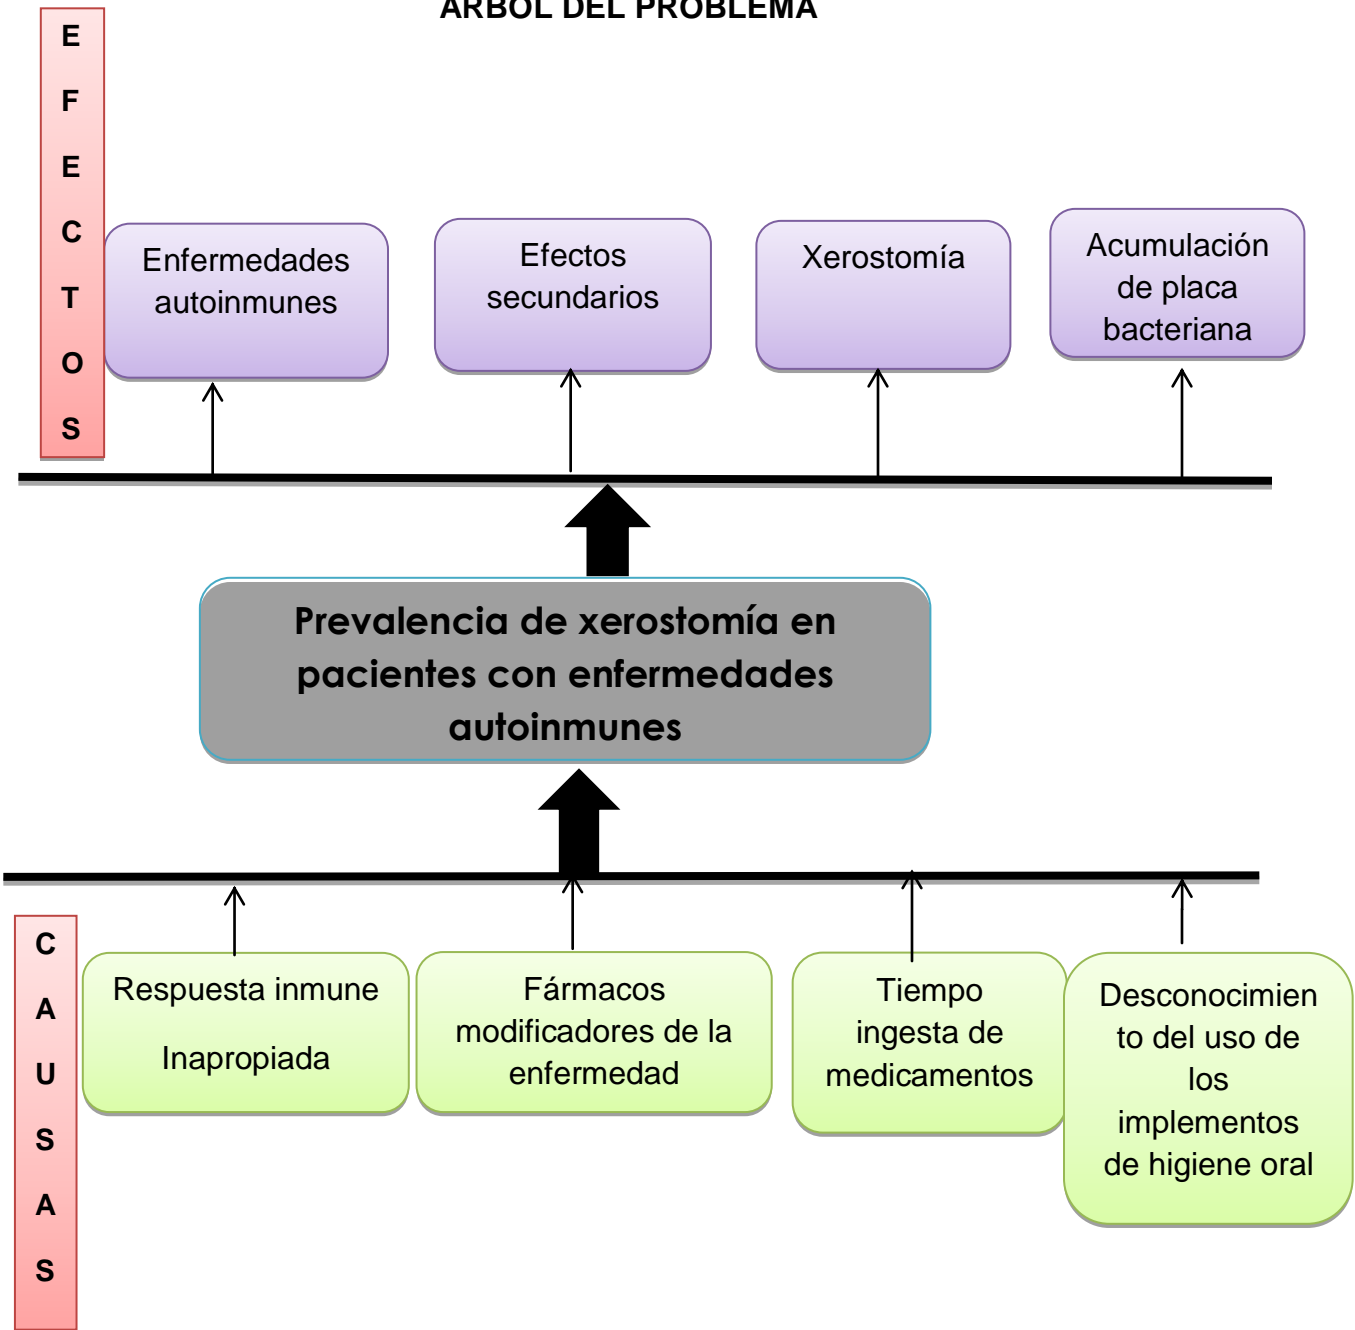 ARBOL DEL PROBLEMA
E
F
E
C
T
O
S
Enfermedades
autoinmunes
Efectos
secundarios
Xerostomía
Acumulación
de placa
bacteriana
Prevalencia de xerostomía en
pacientes con enfermedades
autoinmunes
C
A
U
S
A
S
Respuesta inmune
Inapropiada
Fármacos
modificadores de la
enfermedad
Tiempo
ingesta de
medicamentos
Desconocimien
to del uso de
los
implementos
de higiene oral